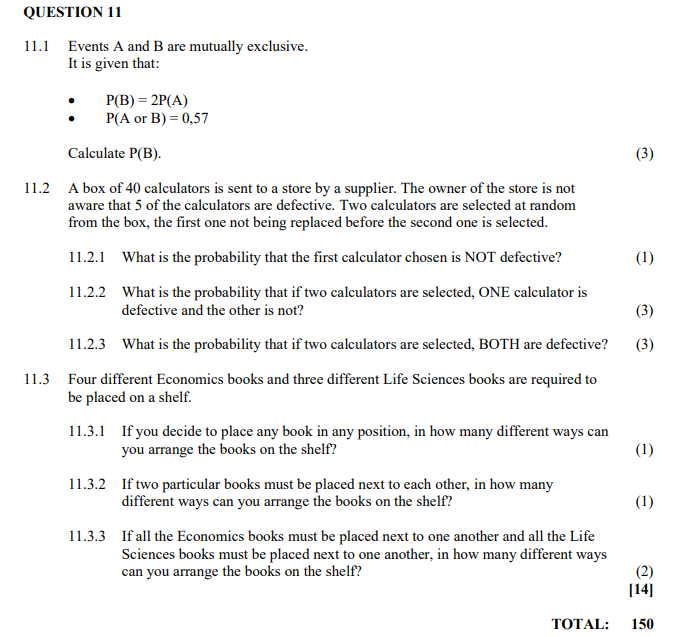 QUESTION 11
11.1 Events A and B are mutually exclusive.
It is given that:
• P(B) = 2P(A)
• P(A or B) = 0,57
Calculate P(B). (3)
11.2 A box of 40 calculators is sent to a store by a supplier. The owner of the store is not
aware that 5 of the calculators are defective. Two calculators are selected at random
from the box, the first one not being replaced before the second one is selected.
11.2.1 What is the probability that the first calculator chosen is NOT defective? (1)
11.2.2 What is the probability that if two calculators are selected, ONE calculator is
defective and the other is not? (3)
11.2.3 What is the probability that if two calculators are selected, BOTH are defective? (3)
11.3 Four different Economics books and three different Life Sciences books are required to
be placed on a shelf.
11.3.1 If you decide to place any book in any position, in how many different ways can
you arrange the books on the shelf? (1)
11.3.2 If two particular books must be placed next to each other, in how many
different ways can you arrange the books on the shelf? (1)
11.3.3 If all the Economics books must be placed next to one another and all the Life
Sciences books must be placed next to one another, in how many different ways
can you arrange the books on the shelf? (2)
[14]
TOTAL: 150